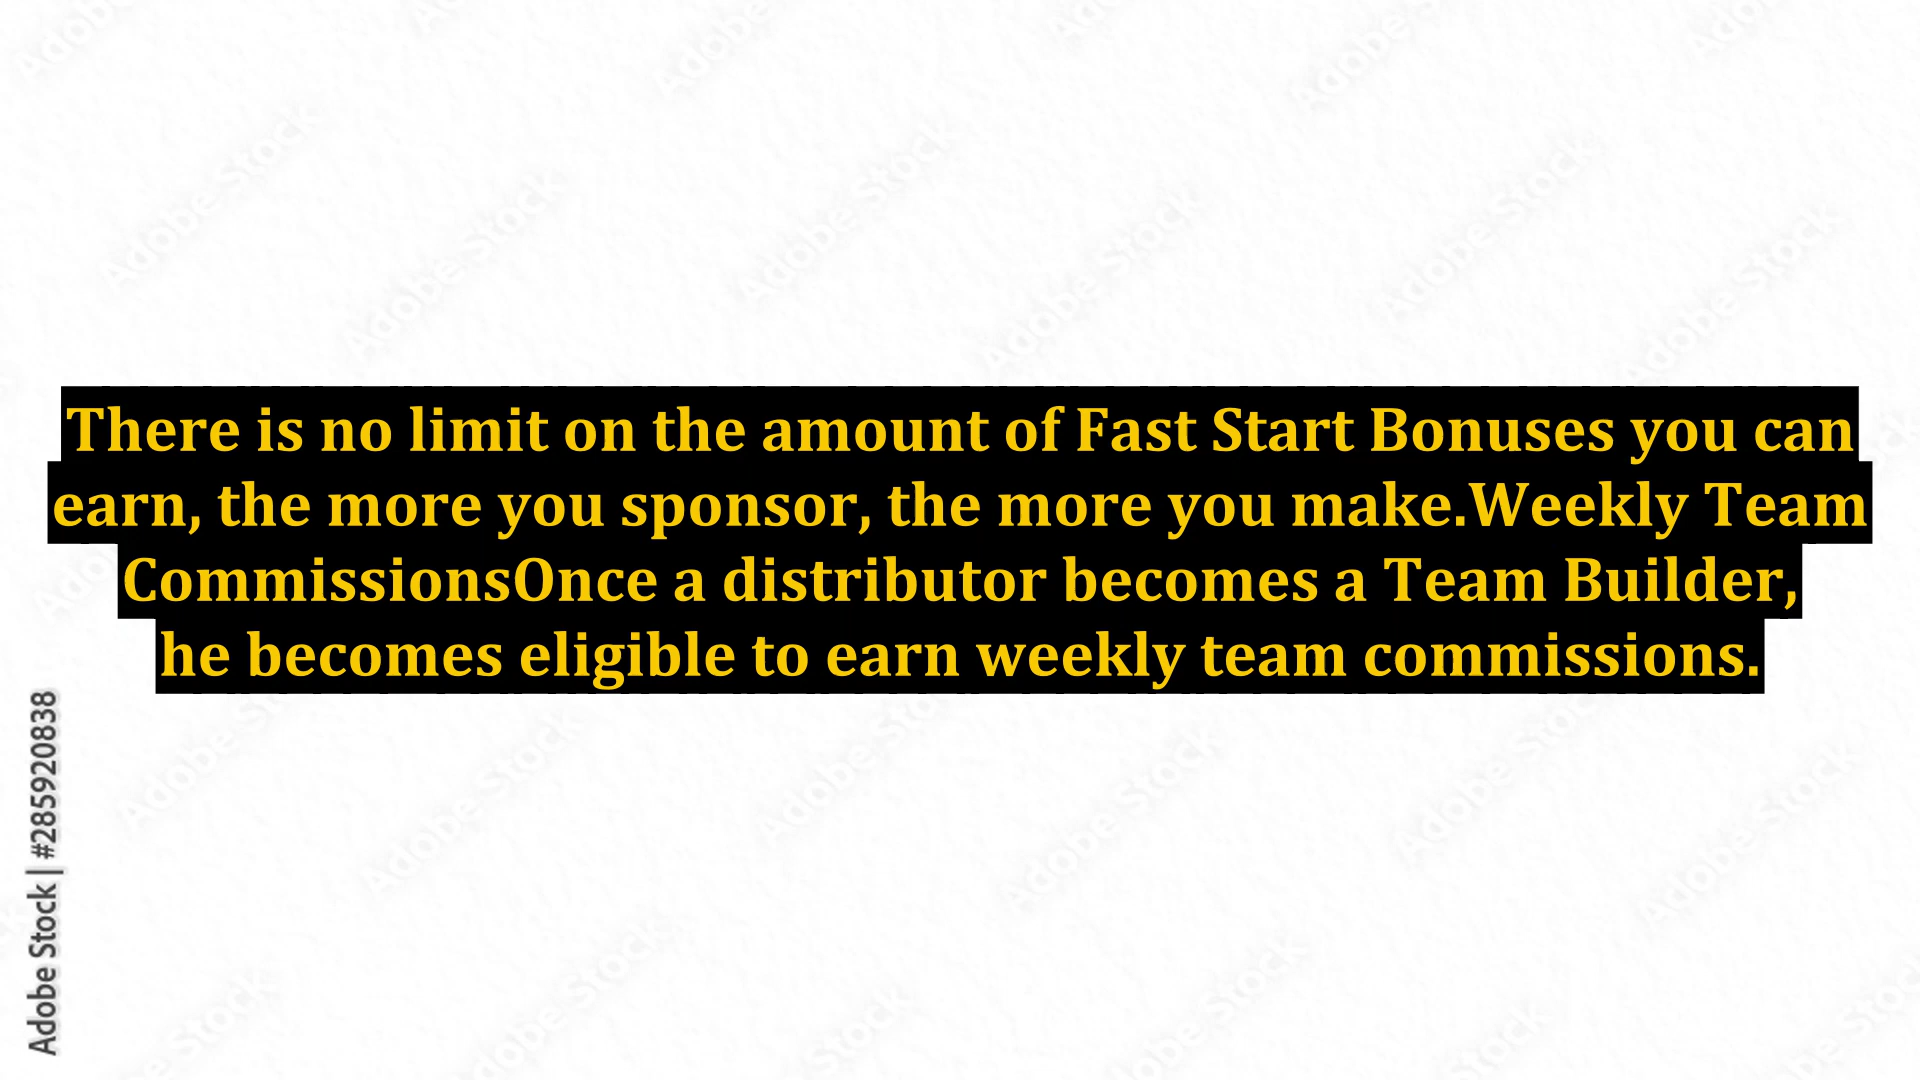 There is no limit on the amount of Fast Start Bonuses you can
earn, the more you sponsor, the more you make.Weekly Team
CommissionsOnce a distributor becomes a Team Builder,
he becomes eligible to earn weekly team commissions.
Adobe Stock | #285920838